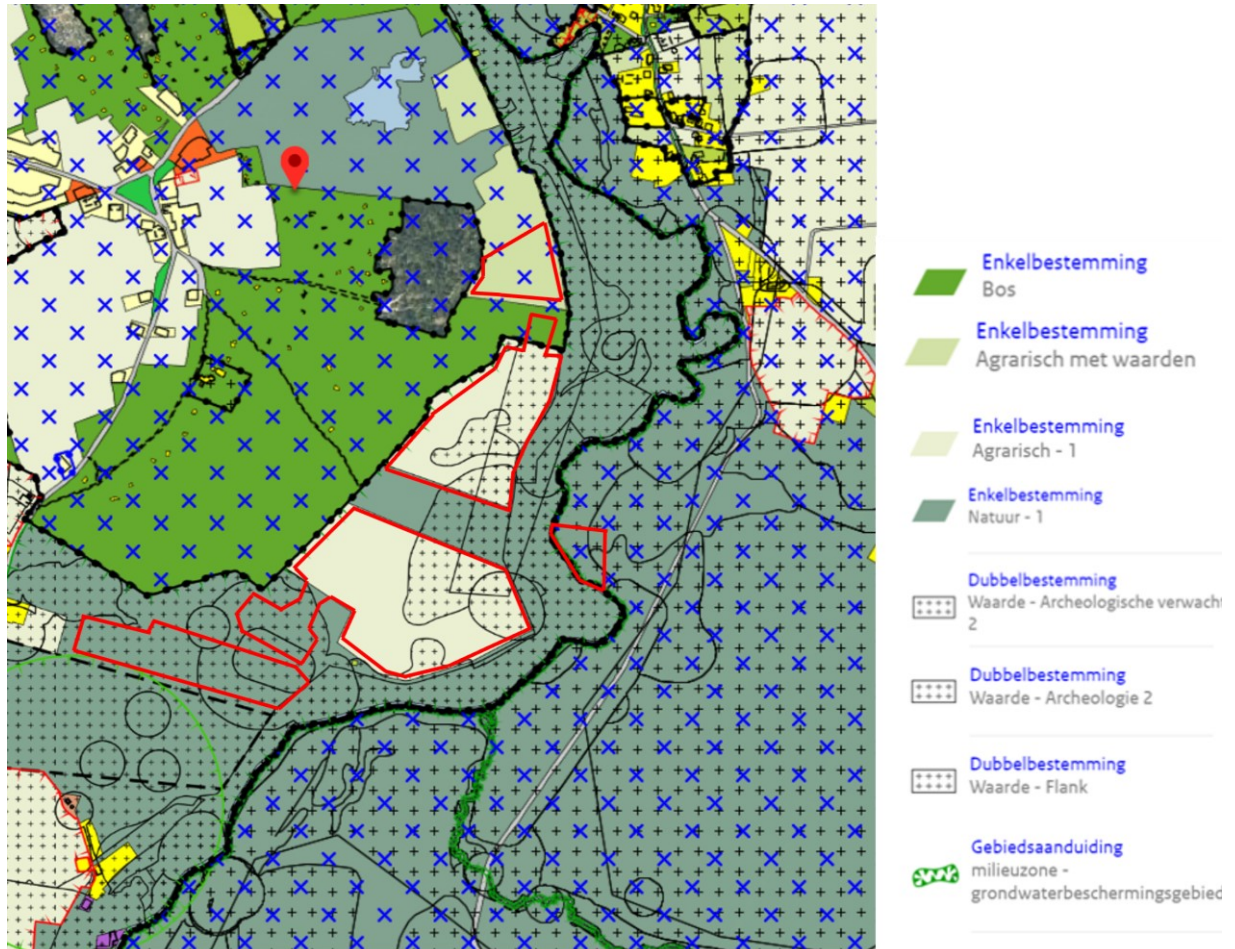 Enkelbestemming
Bos
Enkelbestemming
Agrarisch met waarden
Enkelbestemming
Agrarisch - 1
Enkelbestemming
Natuur - 1
Dubbelbestemming
Waarde - Archeologische verwacht
2
Dubbelbestemming
Waarde - Archeologie 2
Dubbelbestemming
Waarde - Flank
Gebiedsaanduiding
milieuzone -
grondwaterbeschermingsgebied